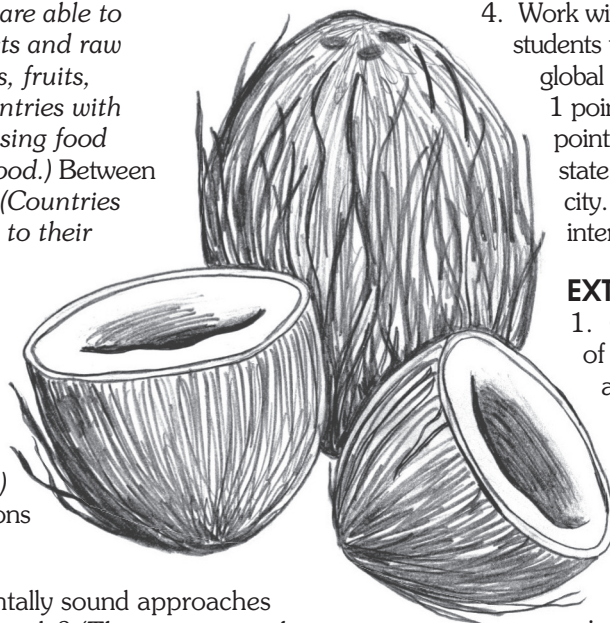 are able to
ts and raw
s, fruits,
ntries with
sing food
ood.) Between
(Countries
to their
)
ons
ntally sound approaches
4. Work wi
students
global
1 poin
point
state
city.
inter
EXT
1.
of
a